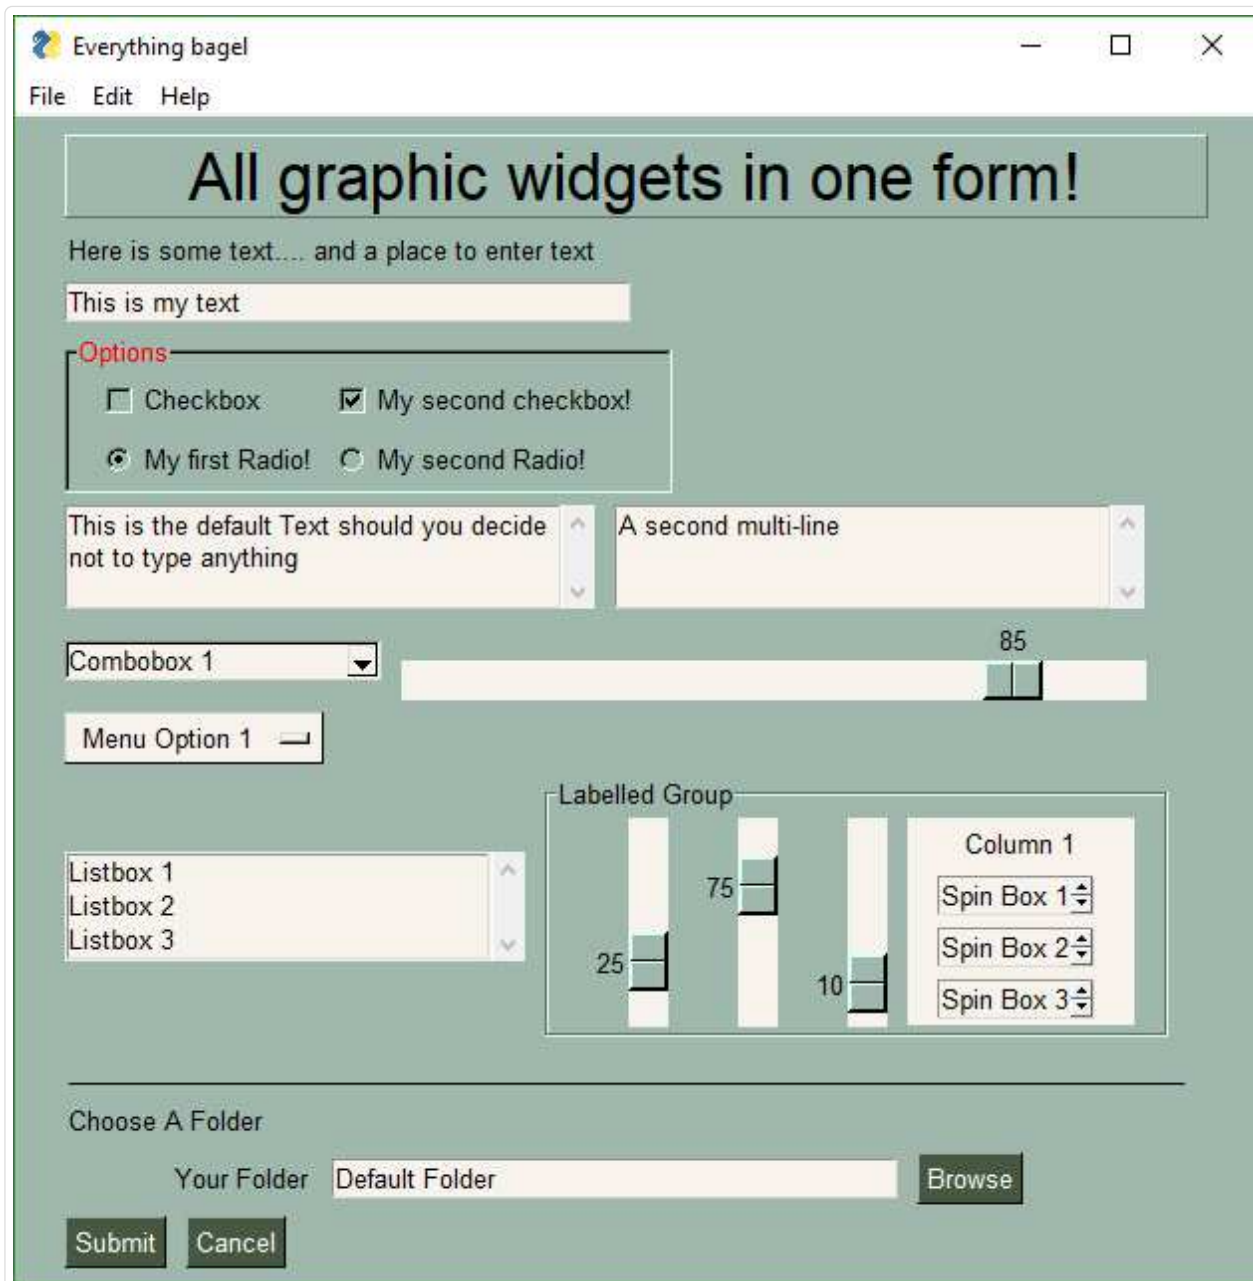 Everything bagel
File Edit Help
All graphic widgets in one form!
Here is some text.... and a place to enter text
This is my text
Options
Checkbox My second checkbox!
My first Radio! My second Radio!
This is the default Text should you decide
not to type anything
A second multi-line
Combobox 1
85
Menu Option 1
Listbox 1
Listbox 2
Listbox 3
Labelled Group
25
75
10
Column 1
Spin Box 1
Spin Box 2
Spin Box 3
Choose A Folder
Your Folder Default Folder Browse
Submit Cancel